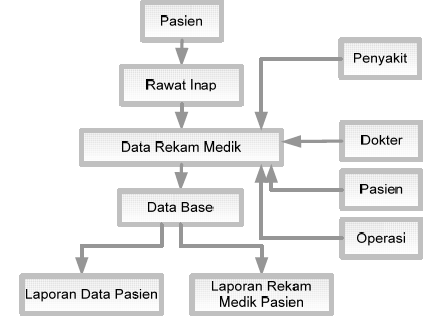 Pasien
Rawat Inap
Penyakit
Data Rekam Medik
Dokter
Pasien
Data Base
Operasi
Laporan Data Pasien
Laporan Rekam
Medik Pasien